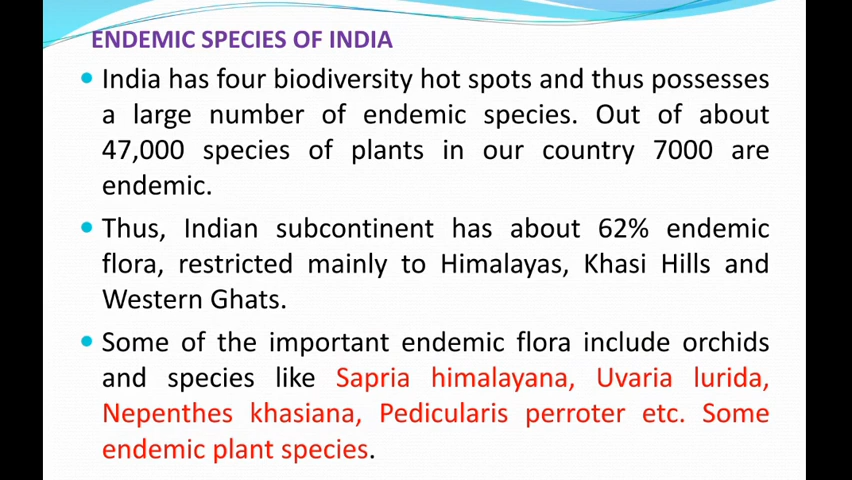 ENDEMIC SPECIES OF INDIA
• India has four biodiversity hot spots and thus possesses
a large number of endemic species. Out of about
47,000 species of plants in our country 7000 are
endemic.
• Thus, Indian subcontinent has about 62% endemic
flora, restricted mainly to Himalayas, Khasi Hills and
Western Ghats.
• Some of the important endemic flora include orchids
and species like Sapria himalayana, Uvaria lurida,
Nepenthes khasiana, Pedicularis perroter etc. Some
endemic plant species.